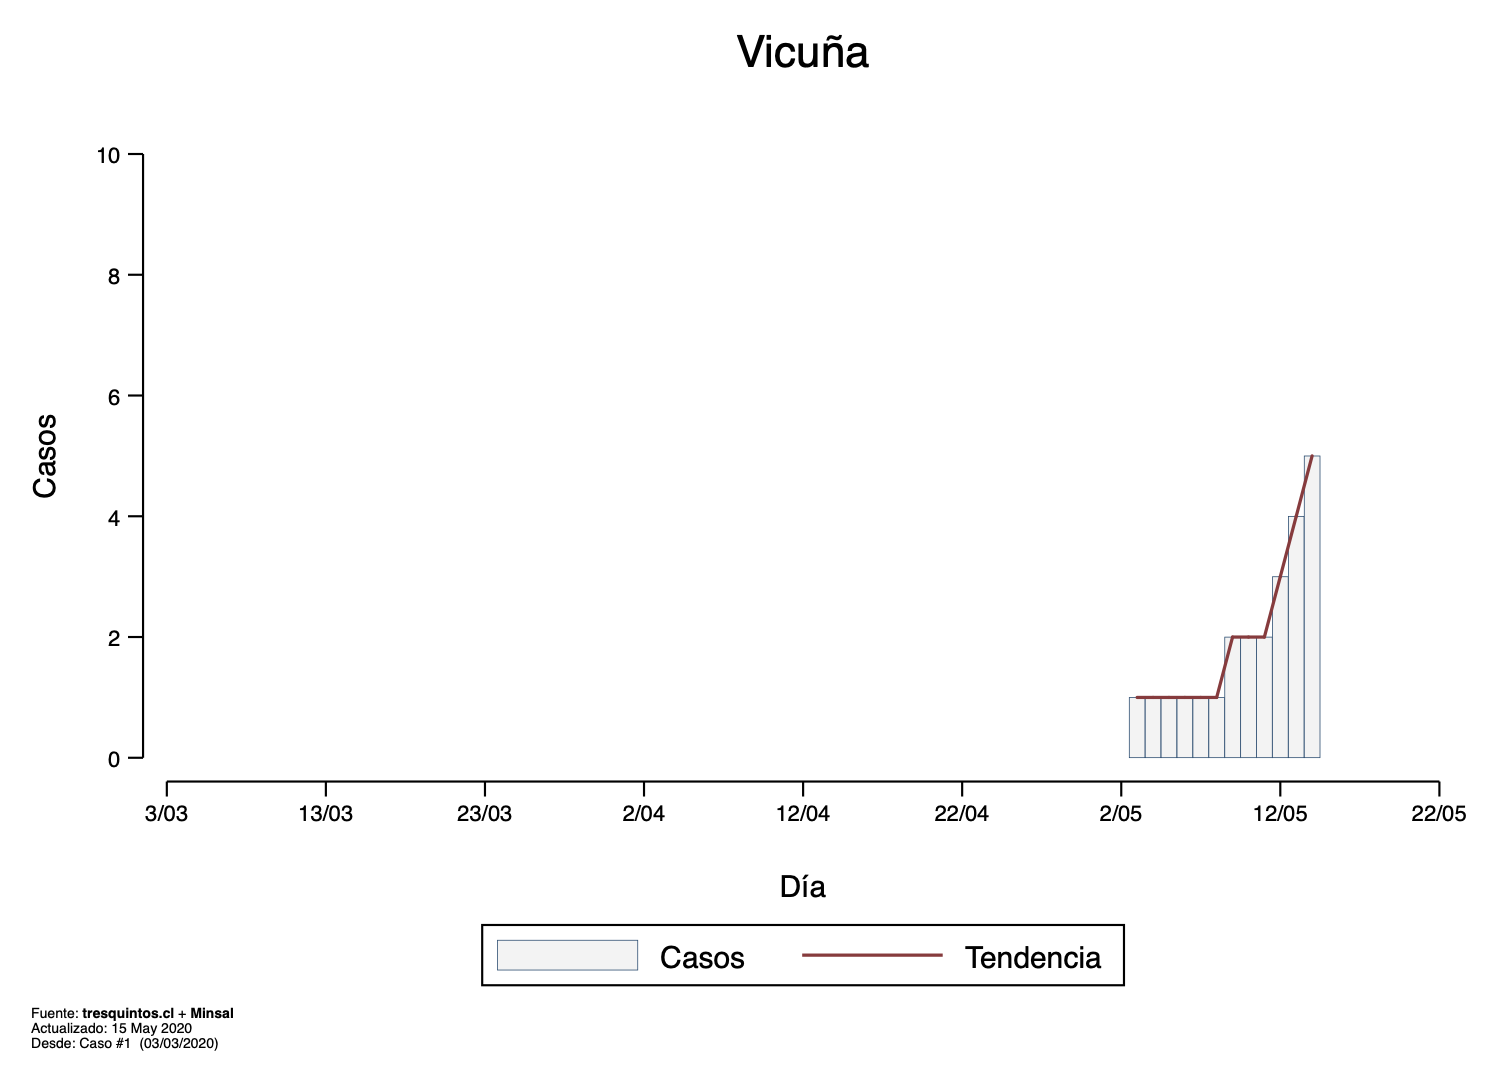 Vicuña
10
8
6
4
2
0
Casos
3/03 13/03 23/03 2/04 12/04 22/04 2/05 12/05 22/05
Día
Casos Tendencia
Fuente: tresquintos.cl + Minsal
Actualizado: 15 May 2020
Desde: Caso #1 (03/03/2020)